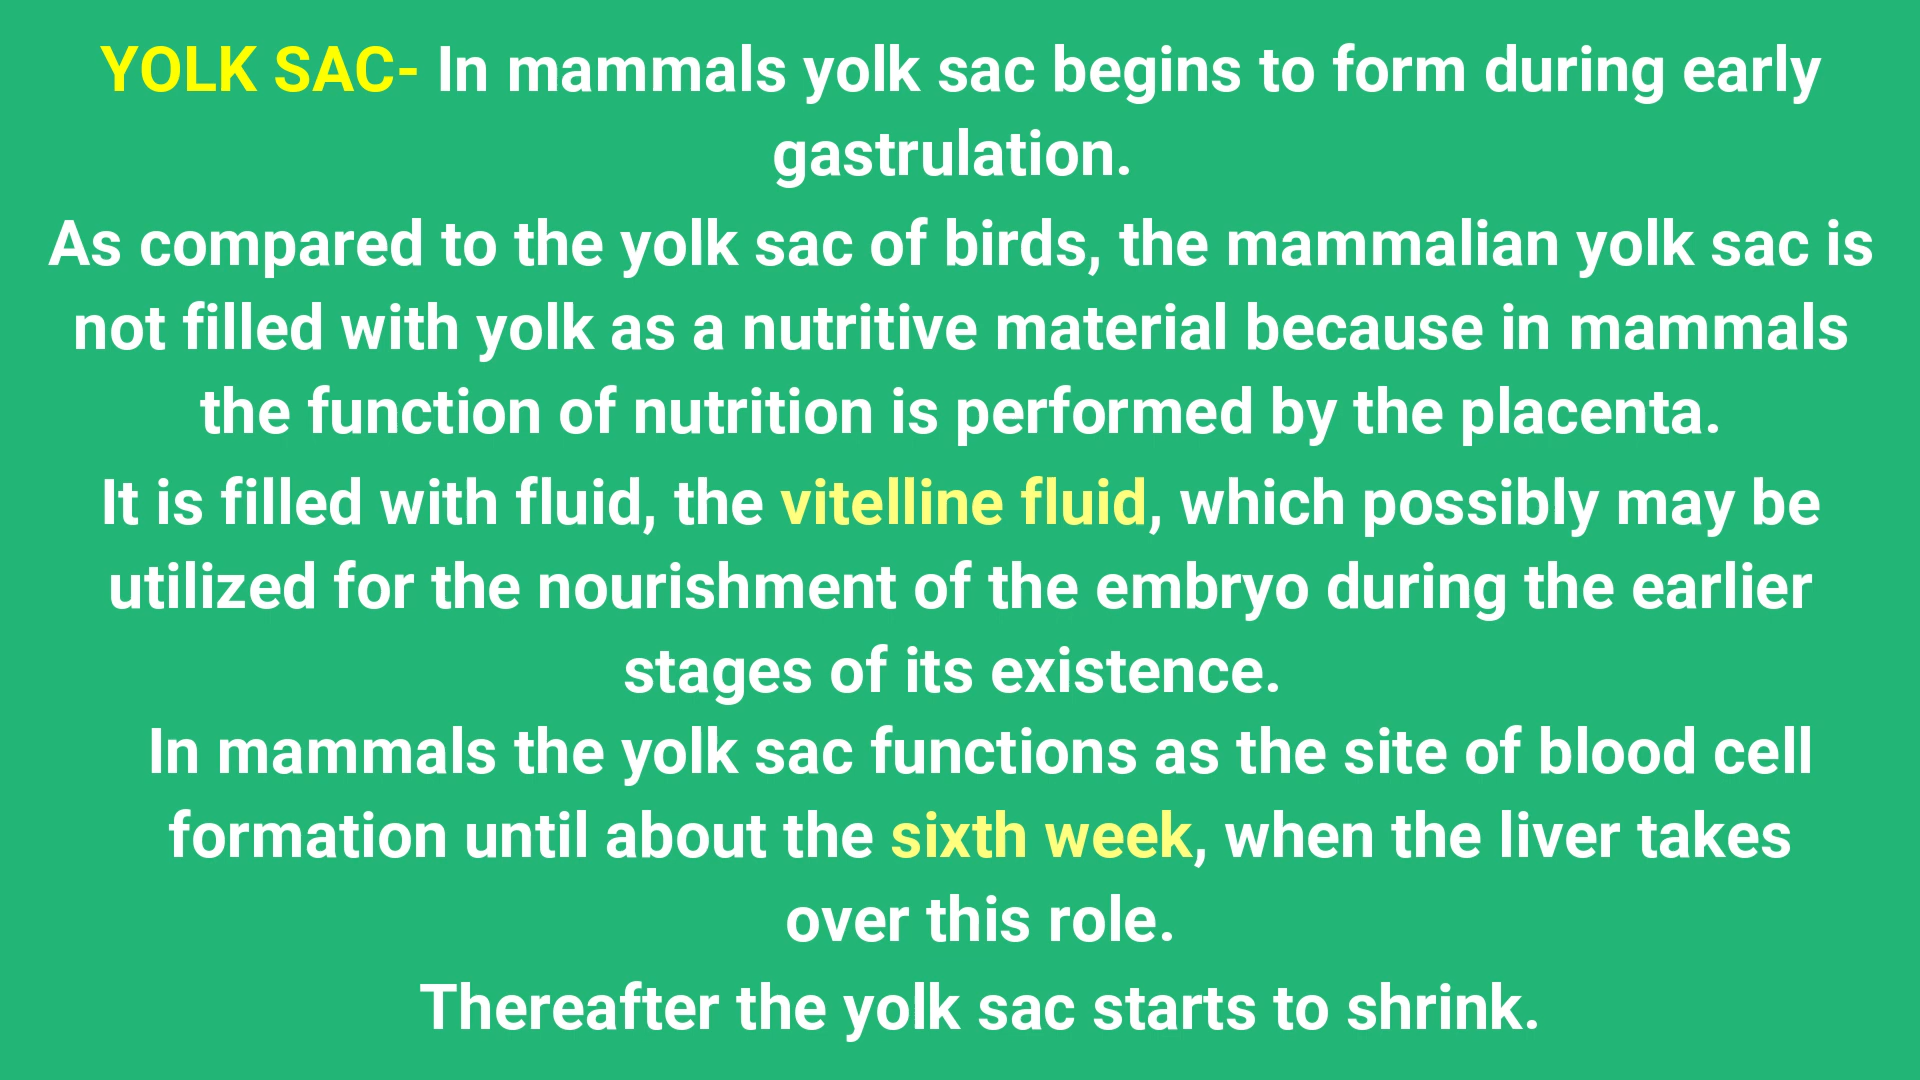 YOLK SAC- In mammals yolk sac begins to form during early
gastrulation.
As compared to the yolk sac of birds, the mammalian yolk sac is
not filled with yolk as a nutritive material because in mammals
the function of nutrition is performed by the placenta.
It is filled with fluid, the vitelline fluid, which possibly may be
utilized for the nourishment of the embryo during the earlier
stages of its existence.
In mammals the yolk sac functions as the site of blood cell
formation until about the sixth week, when the liver takes
over this role.
Thereafter the yolk sac starts to shrink.